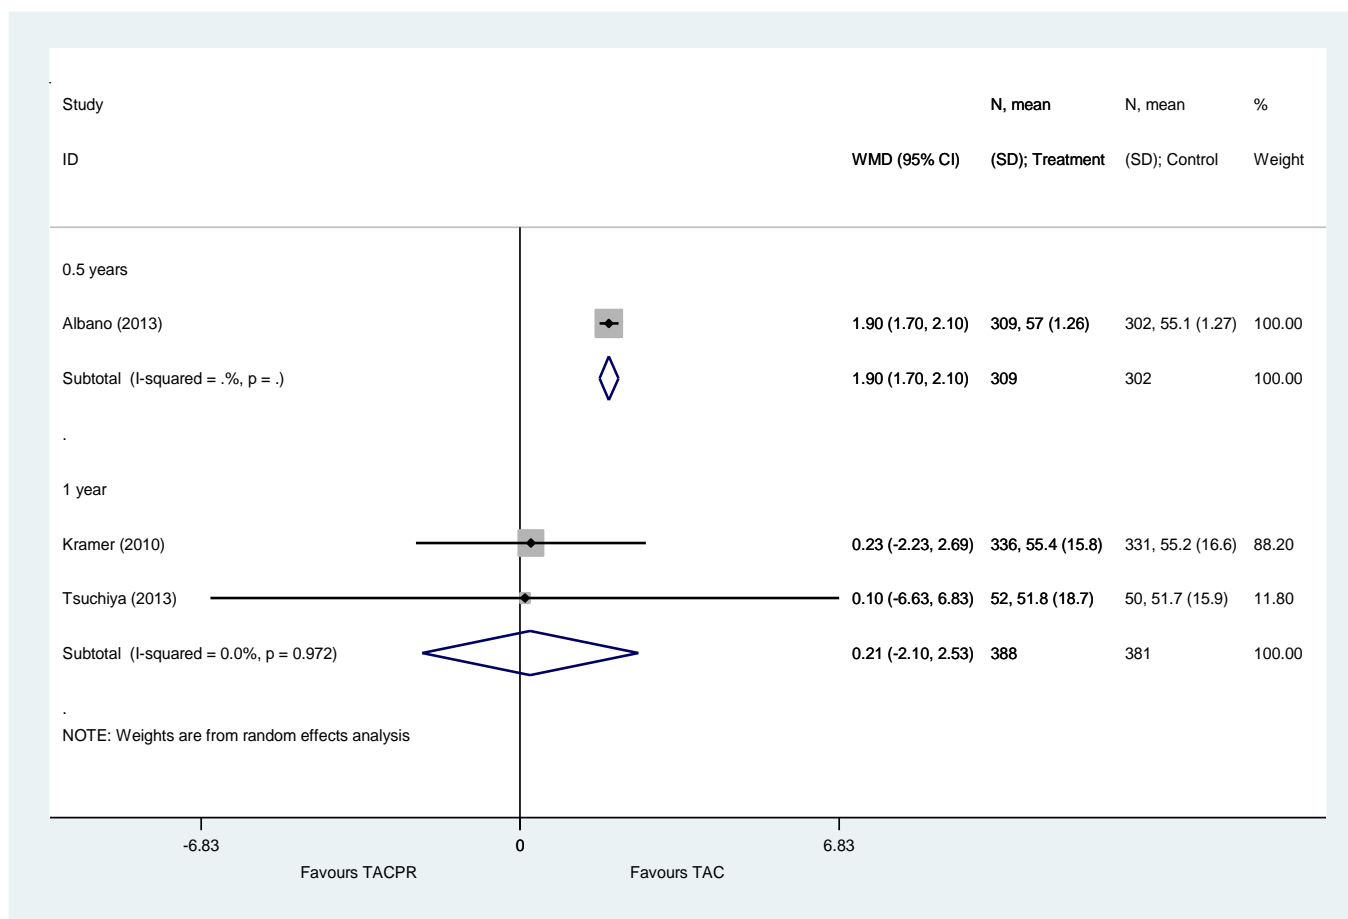 Study N, mean N, mean %
ID WMD (95% CI) (SD); Treatment (SD); Control Weight
0.5 years
Albano (2013) 1.90 (1.70, 2.10) 309, 57 (1.26) 302, 55.1 (1.27) 100.00
Subtotal (I-squared = .%, p = .) 1.90 (1.70, 2.10) 309 302 100.00
.
1 year
Kramer (2010) 0.23 (-2.23, 2.69) 336, 55.4 (15.8) 331, 55.2 (16.6) 88.20
Tsuchiya (2013) 0.10 (-6.63, 6.83) 52, 51.8 (18.7) 50, 51.7 (15.9) 11.80
Subtotal (I-squared = 0.0%, p = 0.972) 0.21 (-2.10, 2.53) 388 381 100.00
.
NOTE: Weights are from random effects analysis
-6.83 0 6.83
Favours TACPR Favours TAC